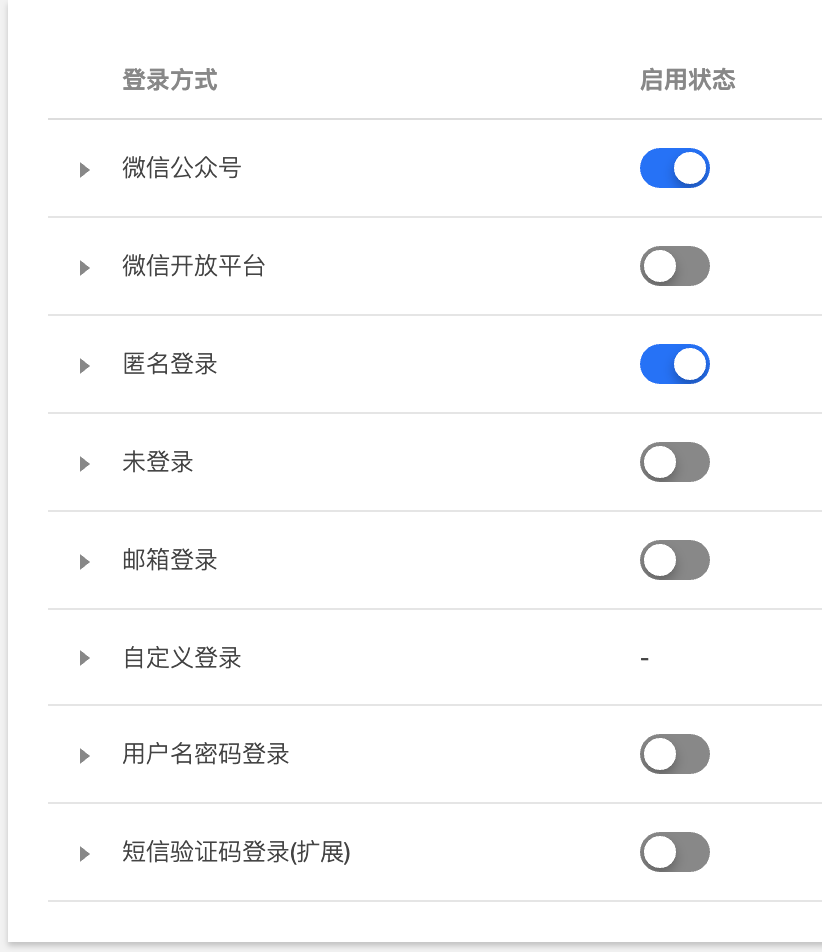 登录方式 启用状态
微信公众号
微信开放平台
匿名登录
未登录
邮箱登录
自定义登录 -
用户名密码登录
短信验证码登录(扩展)